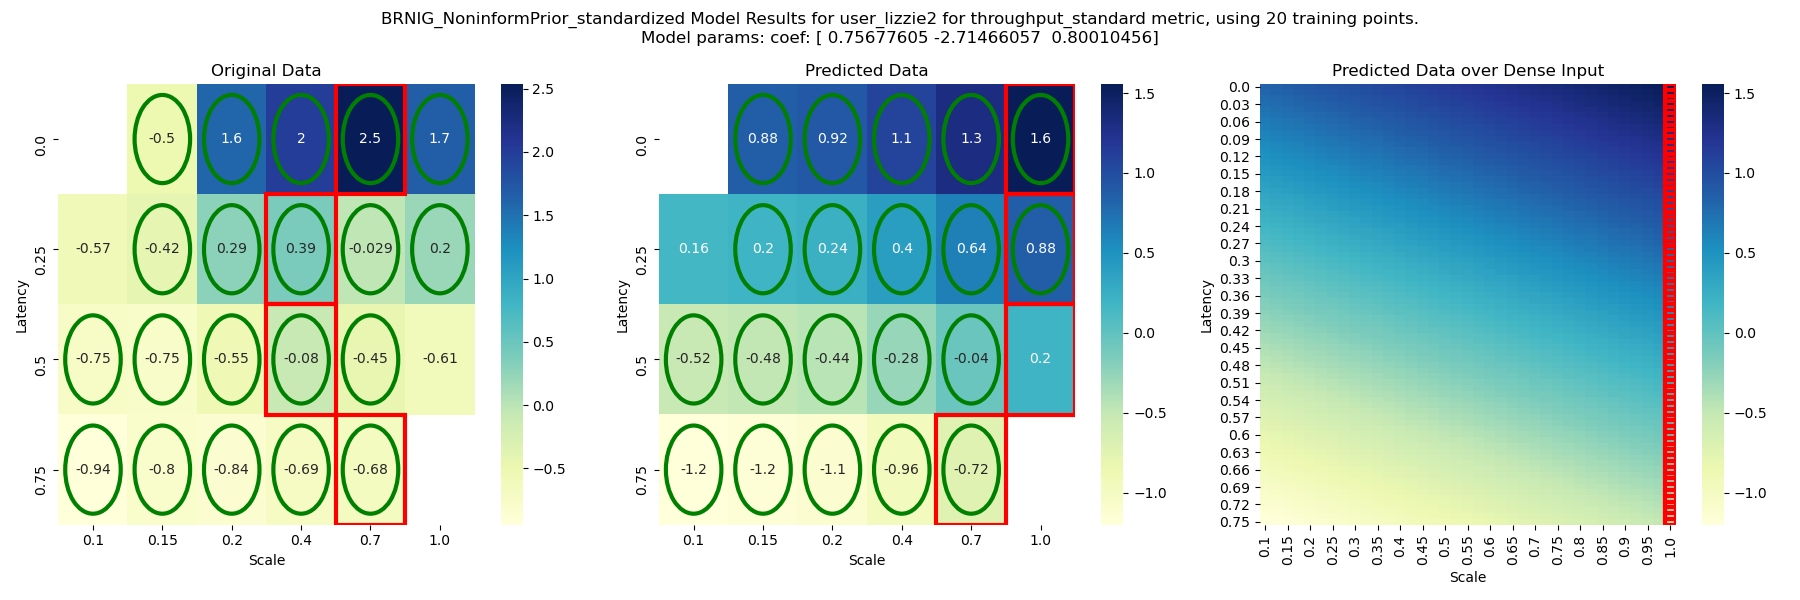 BRNIG_NoninformPrior_standardized Model Results for user_lizzie2 for throughput_standard metric, using 20 training points.
Model params: coef: [ 0.75677605 -2.71466057  0.80010456]
Original Data
Latency
0.0
0.25
0.5
0.75
-0.5 1.6 2 2.5 1.7
-0.57 -0.42 0.29 0.39 -0.029 0.2
-0.75 -0.75 -0.55 -0.08 -0.45 -0.61
-0.94 -0.8 -0.84 -0.69 -0.68
0.1 0.15 0.2 0.4 0.7 1.0
Scale
2.5
2.0
1.5
1.0
0.5
0.0
−0.5
Predicted Data
Latency
0.0
0.25
0.5
0.75
0.88 0.92 1.1 1.3 1.6
0.16 0.2 0.24 0.4 0.64 0.88
-0.52 -0.48 -0.44 -0.28 -0.04 0.2
-1.2 -1.2 -1.1 -0.96 -0.72
0.1 0.15 0.2 0.4 0.7 1.0
Scale
1.5
1.0
0.5
0.0
−0.5
−1.0
Predicted Data over Dense Input
Latency
0.0
0.03
0.06
0.09
0.12
0.15
0.18
0.21
0.24
0.27
0.3
0.33
0.36
0.39
0.42
0.45
0.48
0.51
0.54
0.57
0.6
0.63
0.66
0.69
0.72
0.75
0.1 0.15 0.2 0.25 0.3 0.35 0.4 0.45 0.5 0.55 0.6 0.65 0.7 0.75 0.8 0.85 0.9 0.95 1.0
Scale
1.5
1.0
0.5
0.0
−0.5
−1.0